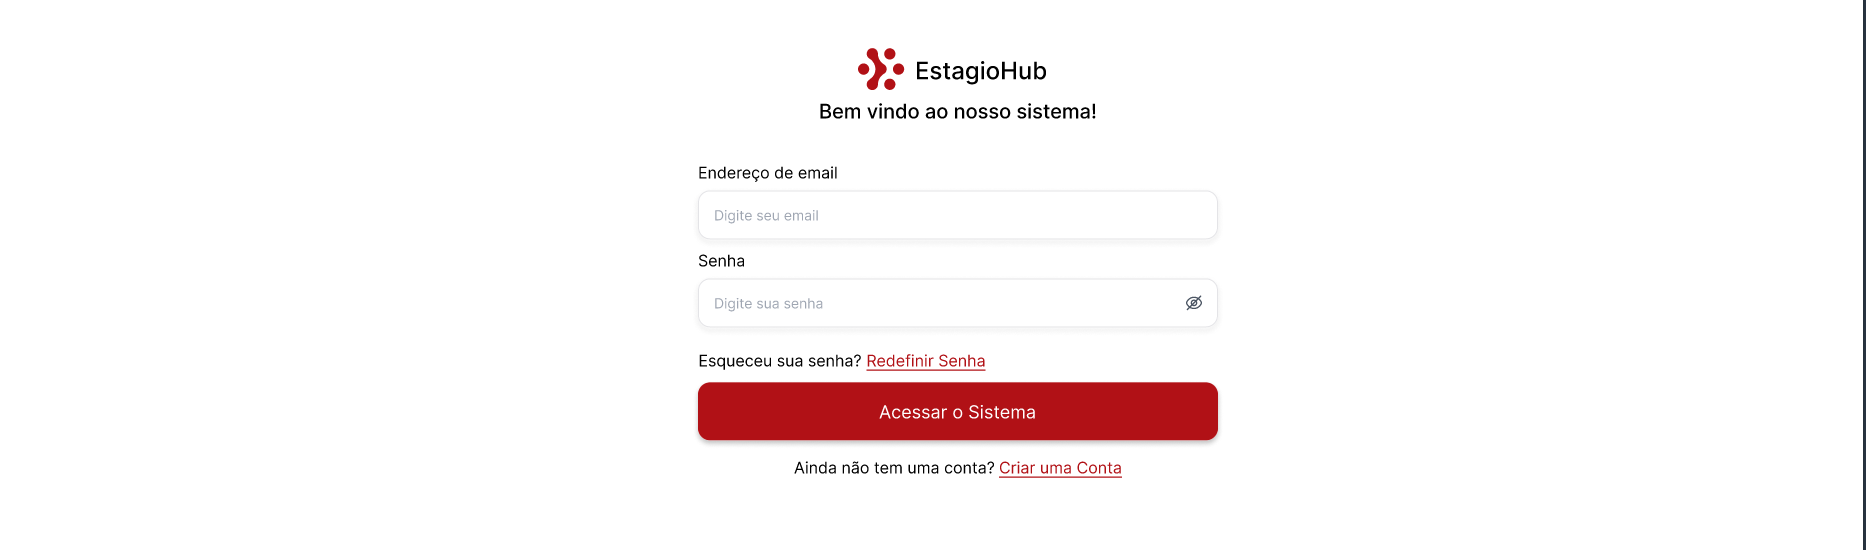 EstagioHub
Bem vindo ao nosso sistema!
Endereço de email
Digite seu email
Senha
Digite sua senha
Esqueceu sua senha? Redefinir Senha
Acessar o Sistema
Ainda não tem uma conta? Criar uma Conta